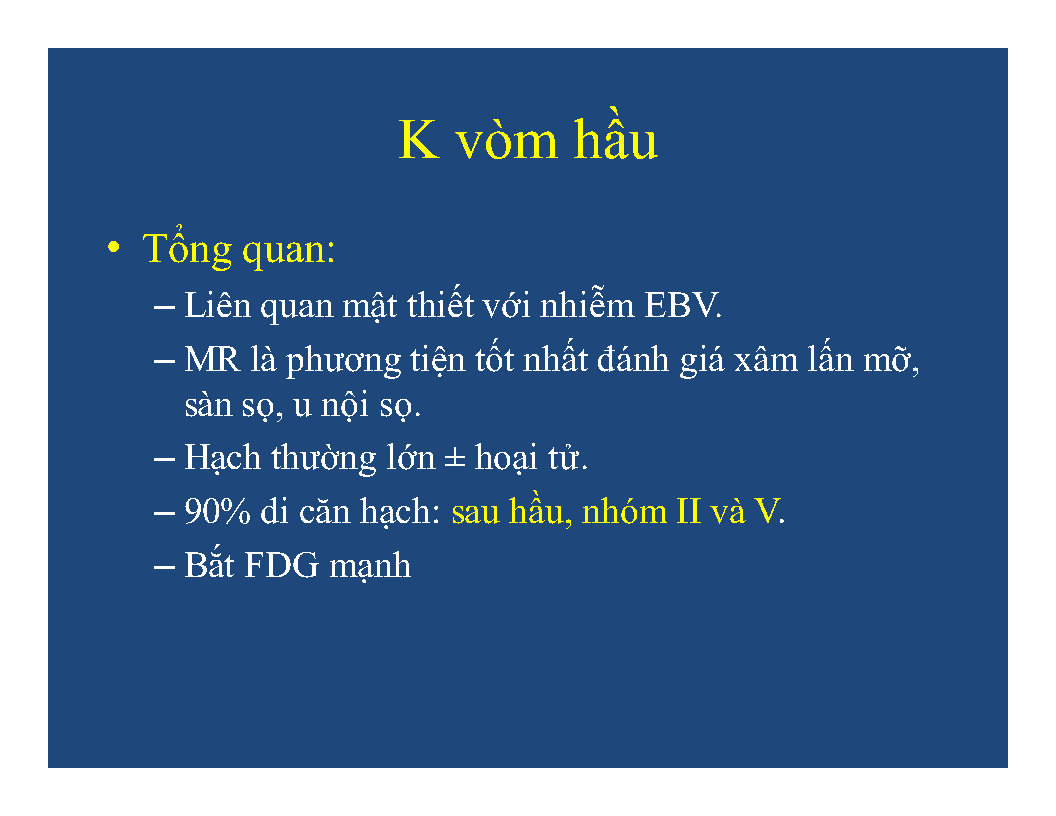 K vòm hầu
• Tổng quan:
– Liên quan mật thiết với nhiễm EBV.
– MR là phương tiện tốt nhất đánh giá xâm lấn mỡ,
sàn sọ, u nội sọ.
– Hạch thường lớn ± hoại tử.
– 90% di căn hạch: sau hầu, nhóm II và V.
– Bắt FDG mạnh